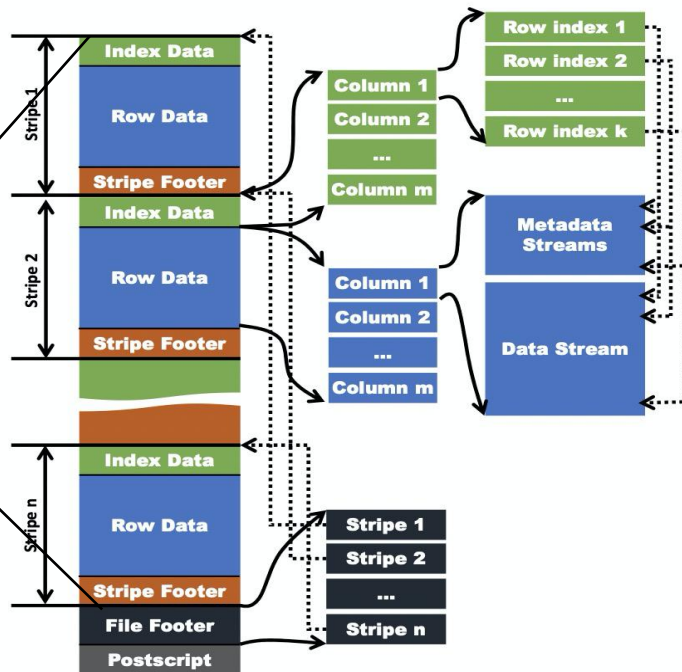 Stripe 1
Index Data
Row Data
Stripe Footer
Stripe 2
Index Data
Row Data
Stripe Footer
Stripe n
Index Data
Row Data
Stripe Footer
File Footer
Postscript
Column 1
Column 2
...
Column m
Column 1
Column 2
...
Column m
Stripe 1
Stripe 2
...
Stripe n
Row index 1
Row index 2
...
Row index k
Metadata
Streams
Data Stream